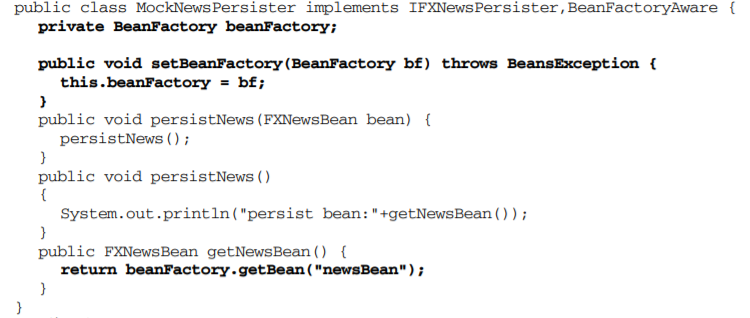 public class MockNewsPersister implements IFXNewsPersister,BeanFactoryAware {
private BeanFactory beanFactory;
public void setBeanFactory(BeanFactory bf) throws BeansException {
this.beanFactory = bf;
}
public void persistNews(FXNewsBean bean) {
persistNews();
}
public void persistNews()
{
System.out.println("persist bean:"+getNewsBean());
}
public FXNewsBean getNewsBean() {
return beanFactory.getBean("newsBean");
}
}